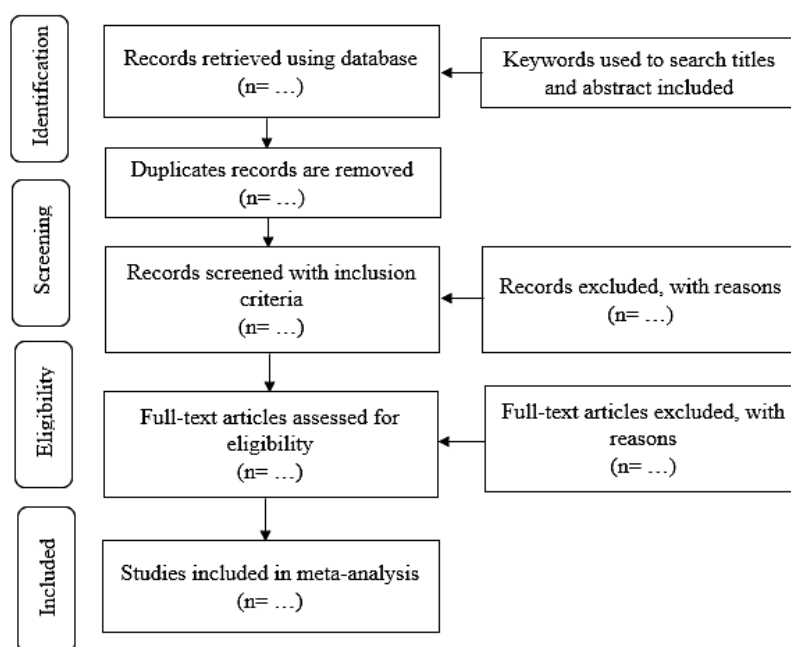 Identification
Records retrieved using database
(n= …)
Keywords used to search titles
and abstract included
Duplicates records are removed
(n= …)
Screening
Records screened with inclusion
criteria
(n= …)
Records excluded, with reasons
(n= …)
Eligibility
Full-text articles assessed for
eligibility
(n= …)
Full-text articles excluded, with
reasons
(n= …)
Included
Studies included in meta-analysis
(n= …)